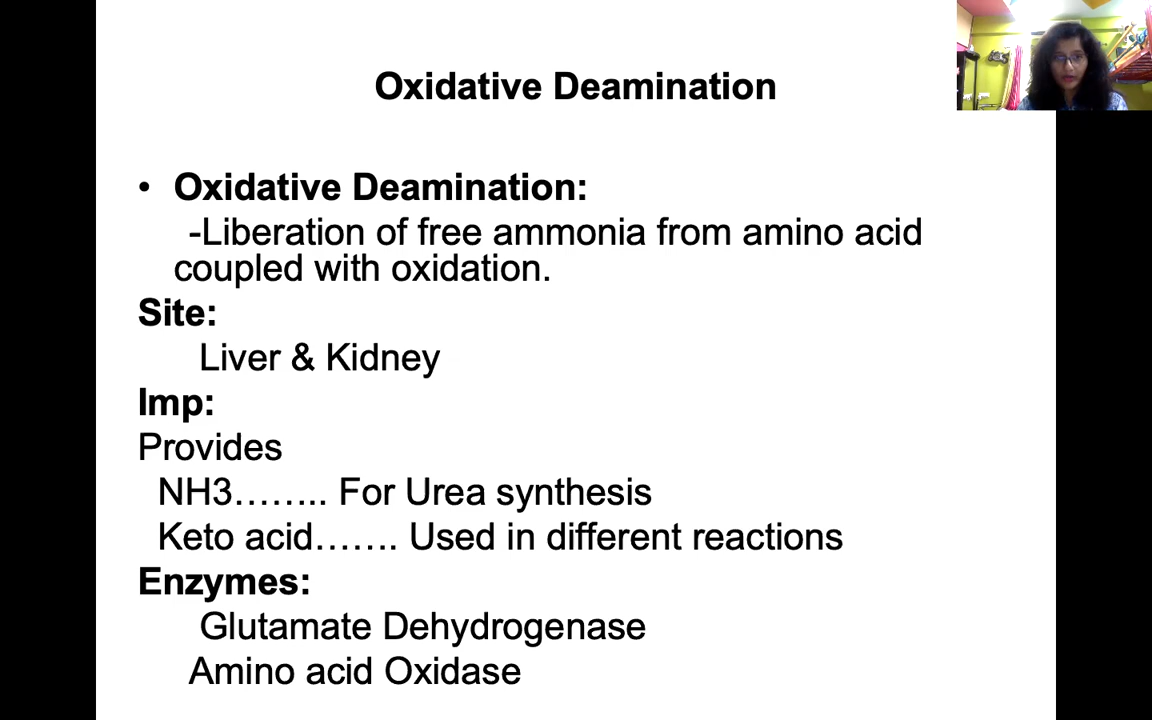 Oxidative Deamination
• Oxidative Deamination:
-Liberation of free ammonia from amino acid
coupled with oxidation.
Site:
Liver & Kidney
Imp:
Provides
NH3…….. For Urea synthesis
Keto acid……. Used in different reactions
Enzymes:
Glutamate Dehydrogenase
Amino acid Oxidase